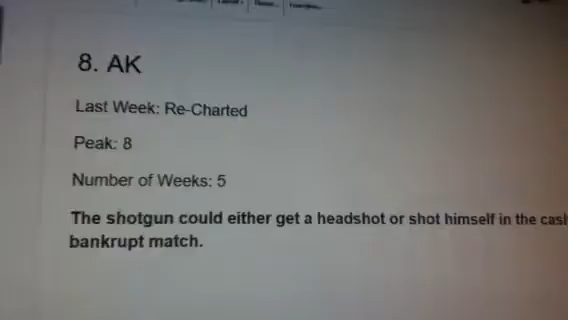 8. AK
Last Week: Re-Charted
Peak: 8
Number of Weeks: 5
The shotgun could either get a headshot or shot himself in the
bankrupt match.